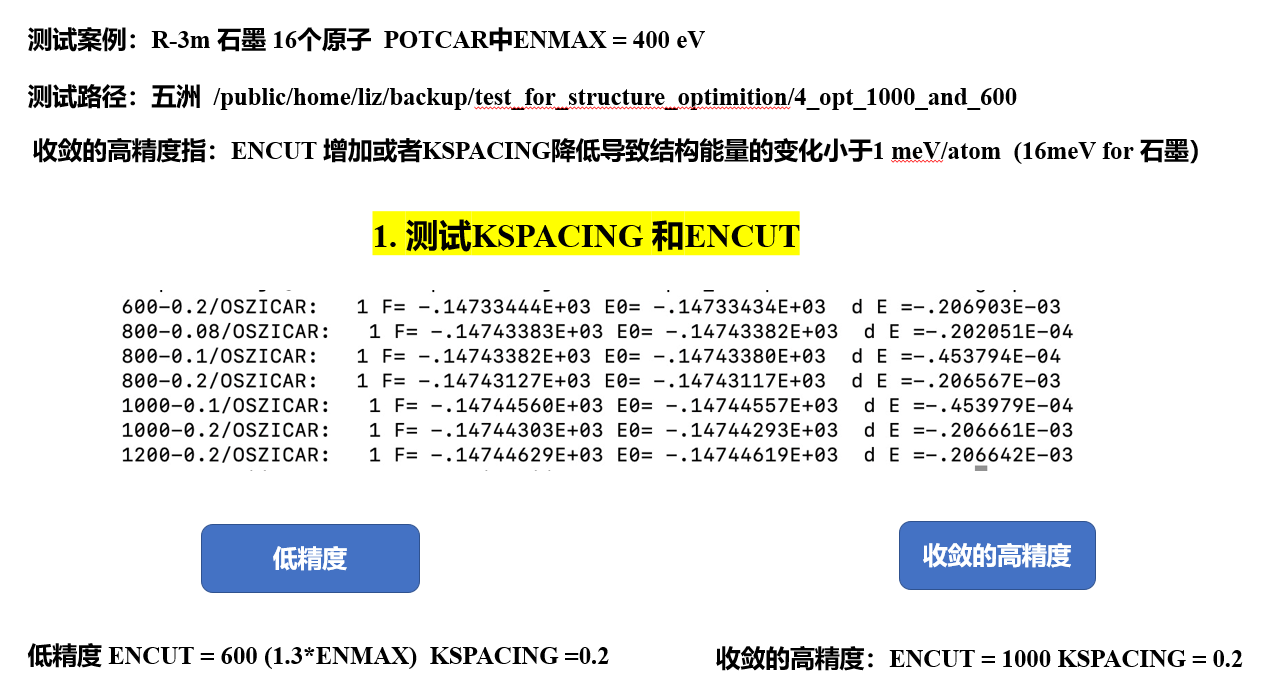 测试案例：R-3m 石墨 16个原子 POTCAR中ENMAX = 400 eV
测试路径：五洲 /public/home/liz/backup/test_for_structure_optimition/4_opt_1000_and_600
收敛的高精度指：ENCUT 增加或者KSPACING降低导致结构能量的变化小于1 meV/atom (16meV for 石墨）
1. 测试KSPACING 和ENCUT
600-0.2/OSZICAR: 1 F= -.14733444E+03 E0= -.14733434E+03 d E =-.206903E-03
800-0.08/OSZICAR: 1 F= -.14743383E+03 E0= -.14743382E+03 d E =-.202051E-04
800-0.1/OSZICAR: 1 F= -.14743382E+03 E0= -.14743380E+03 d E =-.453794E-04
800-0.2/OSZICAR: 1 F= -.14743127E+03 E0= -.14743117E+03 d E =-.206567E-03
1000-0.1/OSZICAR: 1 F= -.14744560E+03 E0= -.14744557E+03 d E =-.453979E-04
1000-0.2/OSZICAR: 1 F= -.14744303E+03 E0= -.14744293E+03 d E =-.206661E-03
1200-0.2/OSZICAR: 1 F= -.14744629E+03 E0= -.14744619E+03 d E =-.206642E-03
低精度
收敛的高精度
低精度 ENCUT = 600 (1.3*ENMAX) KSPACING =0.2
收敛的高精度：ENCUT = 1000 KSPACING = 0.2